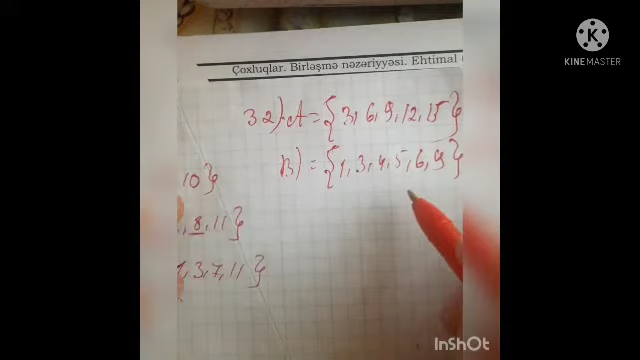 Çoxluqlar. Birləşmə nəzəriyyəsi. Ehtimal
32) A = {3, 6, 9, 12, 15}
B) = {1, 3, 4, 5, 6, 9}
10}
, 8, 11}
, 3, 7, 11}
K
KINEMASTER
InShOt